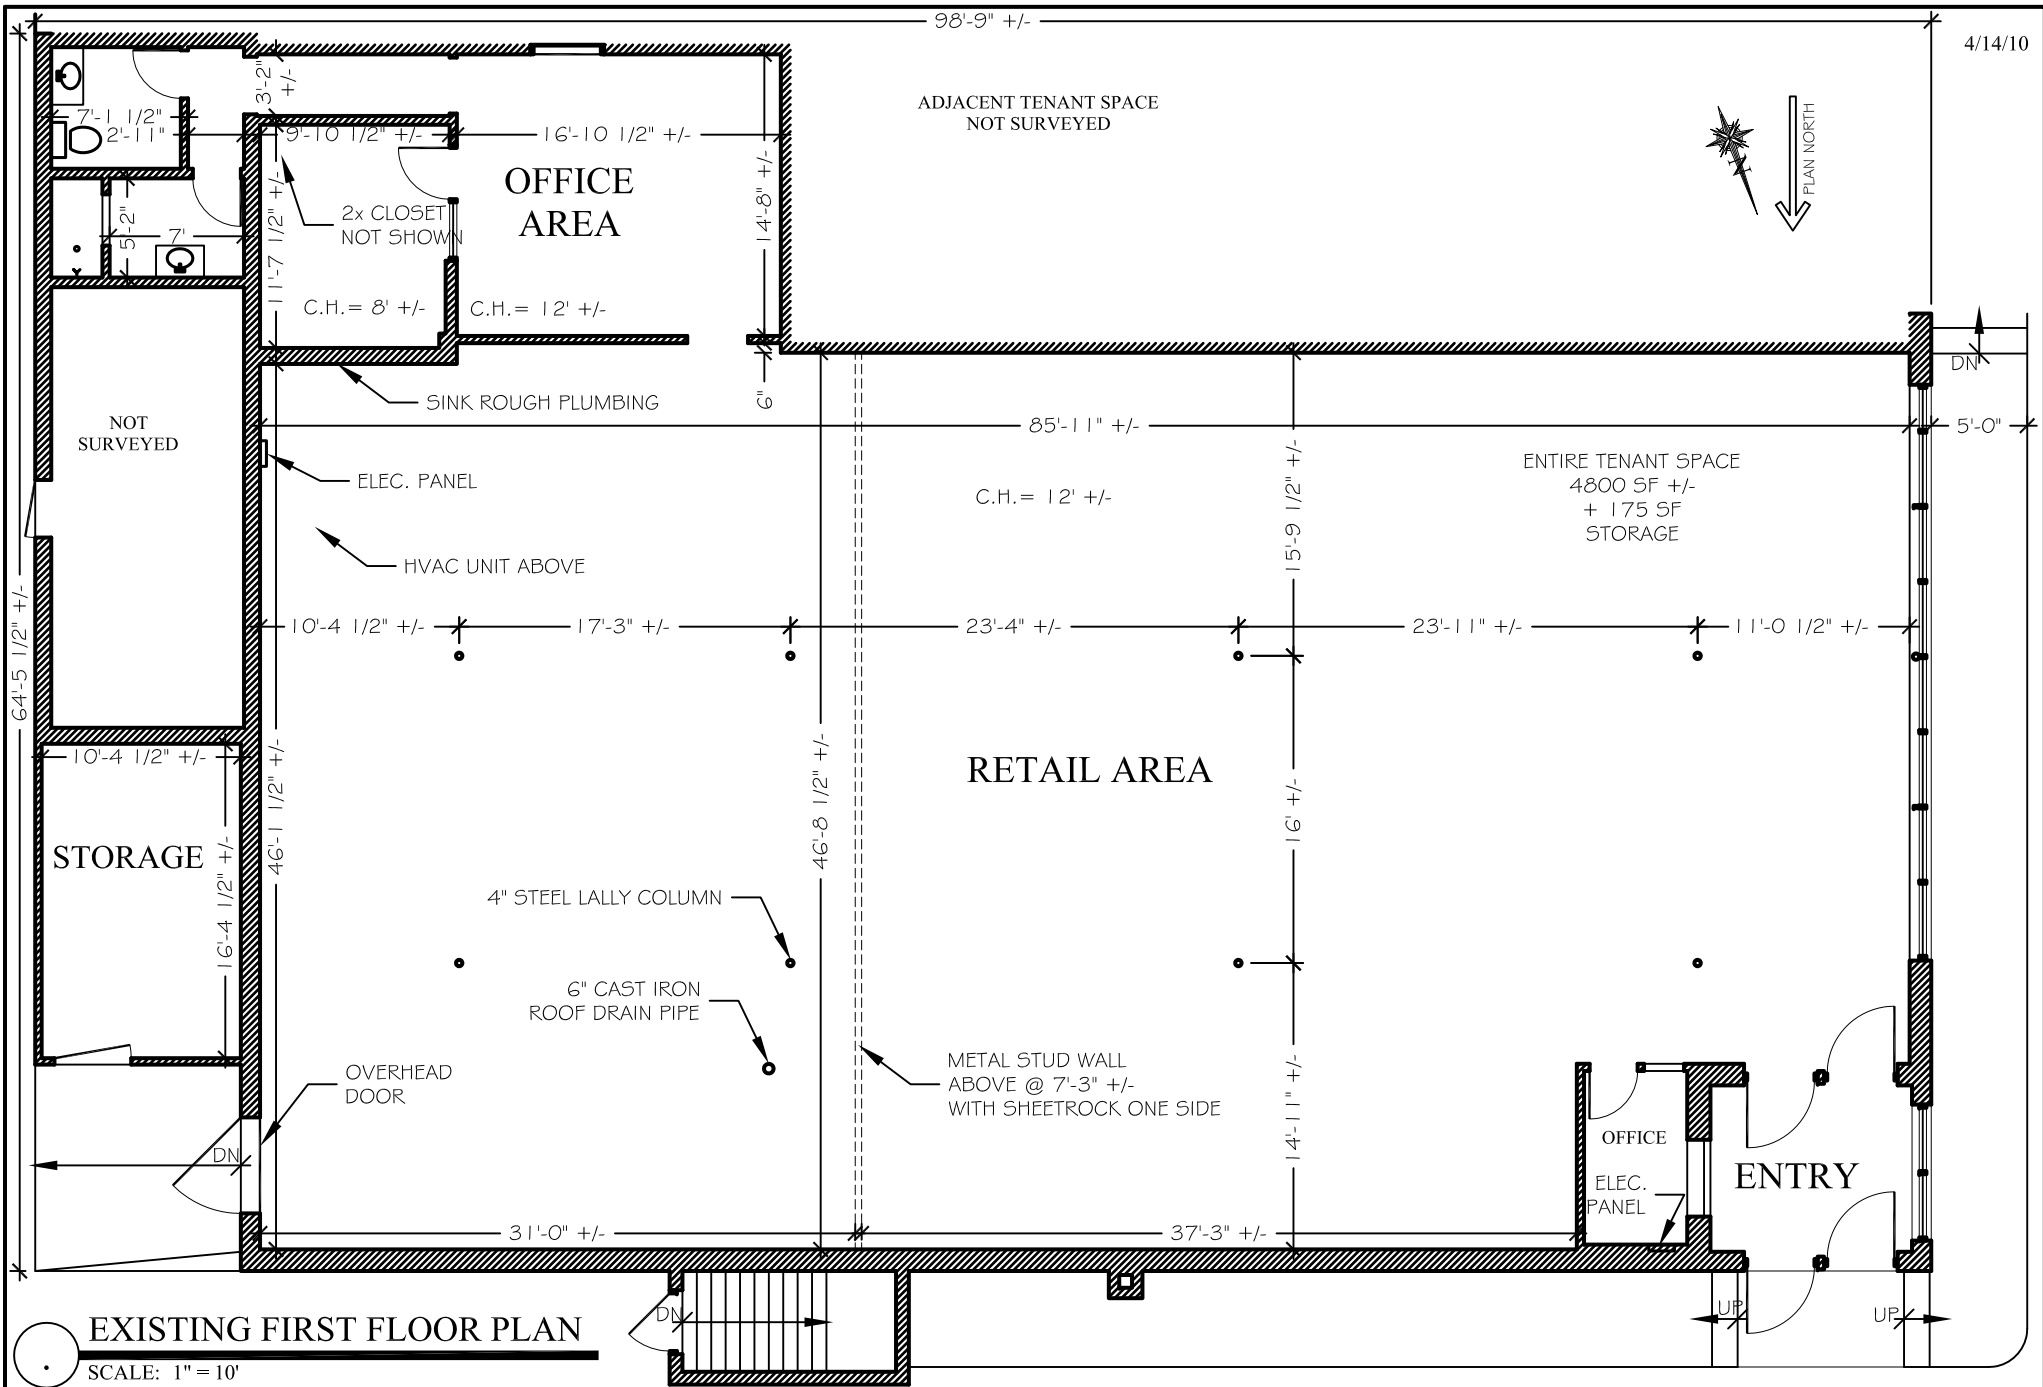 98'-9" +/-
4/14/10
3'-2"
+/-
7'-1 1/2"
2'-11"
9'-10 1/2" +/-
16'-10 1/2" +/-
ADJACENT TENANT SPACE
NOT SURVEYED
PLAN NORTH
N
OFFICE
AREA
14'-8" +/-
2x CLOSET
NOT SHOWN
5'-2"
7'
11'-7 1/2" +/-
C.H.= 8' +/-
C.H.= 12' +/-
DN
6"
SINK ROUGH PLUMBING
NOT
SURVEYED
85'-11" +/-
5'-0"
ELEC. PANEL
C.H.= 12' +/-
ENTIRE TENANT SPACE
4800 SF +/-
+ 175 SF
STORAGE
15'-9 1/2" +/-
HVAC UNIT ABOVE
64'-5 1/2" +/-
10'-4 1/2" +/-
17'-3" +/-
23'-4" +/-
23'-11" +/-
11'-0 1/2" +/-
10'-4 1/2" +/-
46'-1 1/2" +/-
46'-8 1/2" +/-
RETAIL AREA
16' +/-
STORAGE
16'-4 1/2" +/-
4" STEEL LALLY COLUMN
6" CAST IRON
ROOF DRAIN PIPE
OVERHEAD
DOOR
METAL STUD WALL
ABOVE @ 7'-3" +/-
WITH SHEETROCK ONE SIDE
14'-11" +/-
OFFICE
DN
ENTRY
ELEC.
PANEL
31'-0" +/-
37'-3" +/-
DN
UP
UP
EXISTING FIRST FLOOR PLAN
SCALE: 1" = 10'